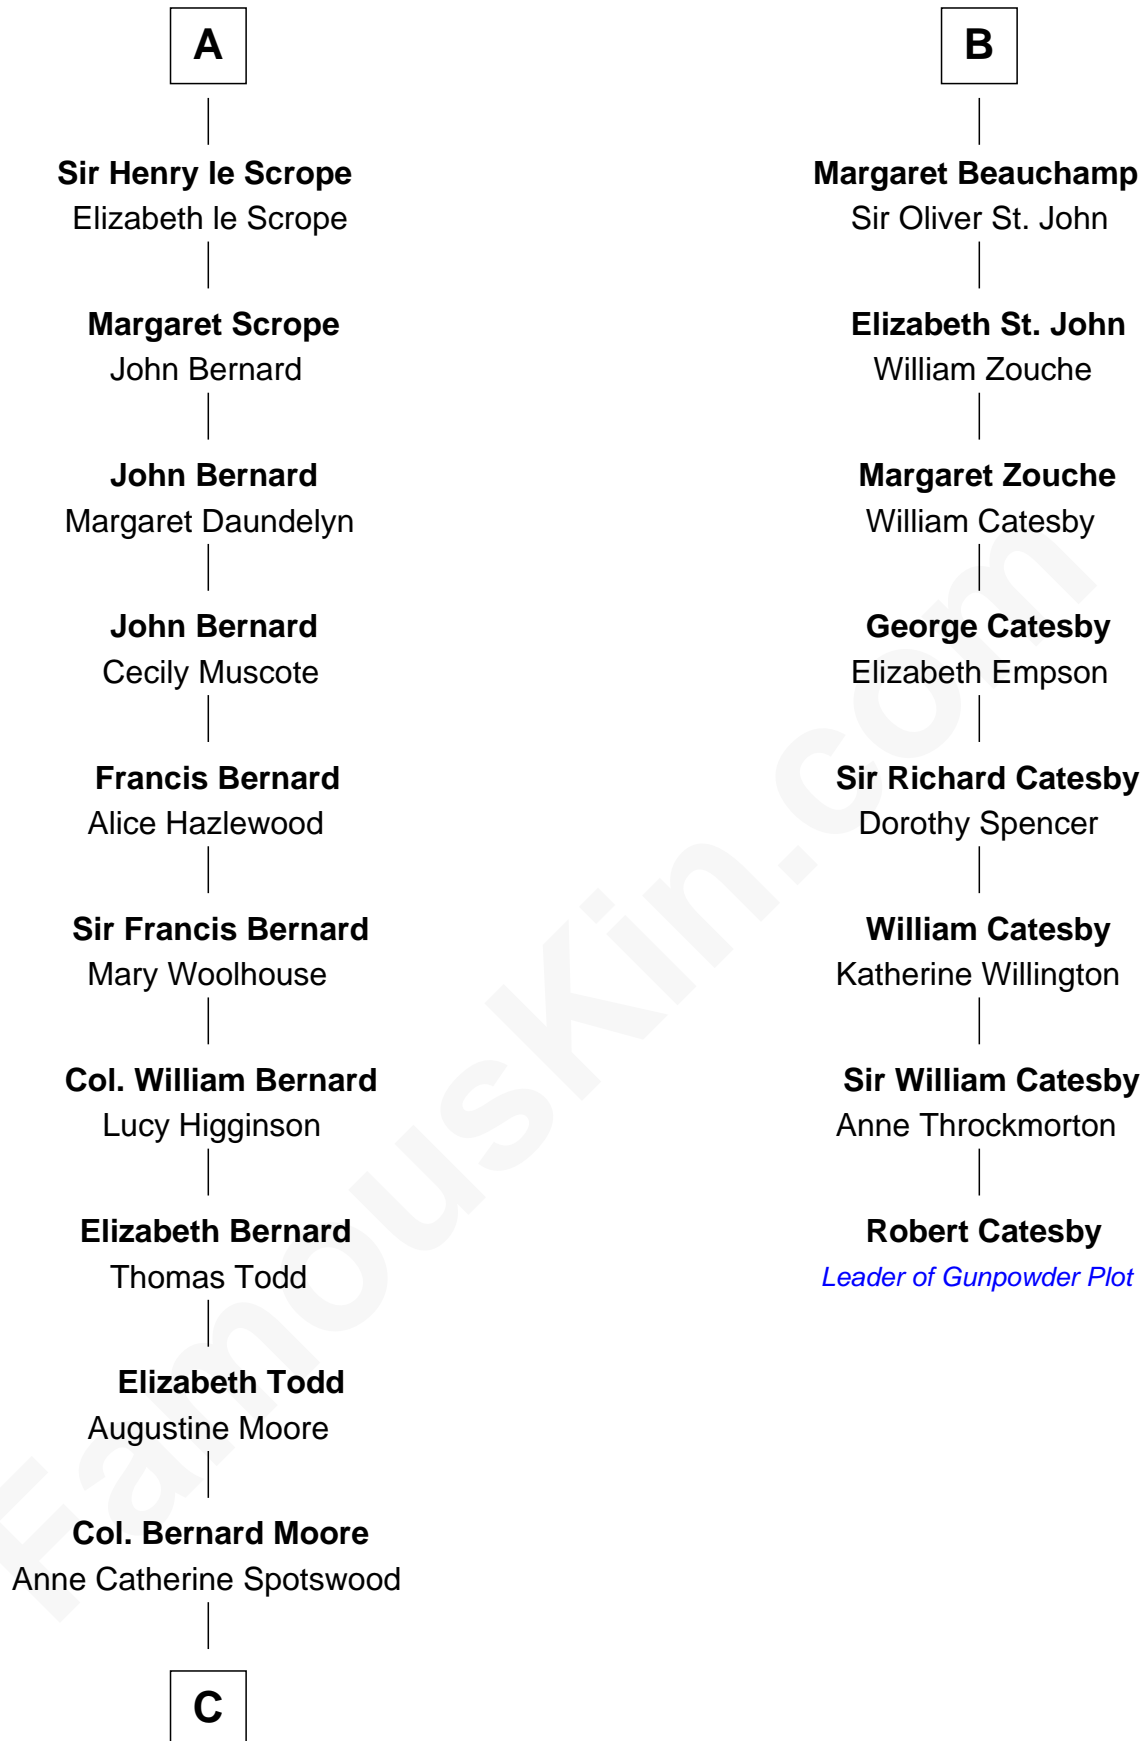 A
Sir Henry le Scrope
Elizabeth le Scrope
Margaret Scrope
John Bernard
John Bernard
Margaret Daundelyn
John Bernard
Cecily Muscote
Francis Bernard
Alice Hazlewood
Sir Francis Bernard
Mary Woolhouse
Col. William Bernard
Lucy Higginson
Elizabeth Bernard
Thomas Todd
Elizabeth Todd
Augustine Moore
Col. Bernard Moore
Anne Catherine Spotswood
C
B
Margaret Beauchamp
Sir Oliver St. John
Elizabeth St. John
William Zouche
Margaret Zouche
William Catesby
George Catesby
Elizabeth Empson
Sir Richard Catesby
Dorothy Spencer
William Catesby
Katherine Willington
Sir William Catesby
Anne Throckmorton
Robert Catesby
Leader of Gunpowder Plot
FamousKin.com